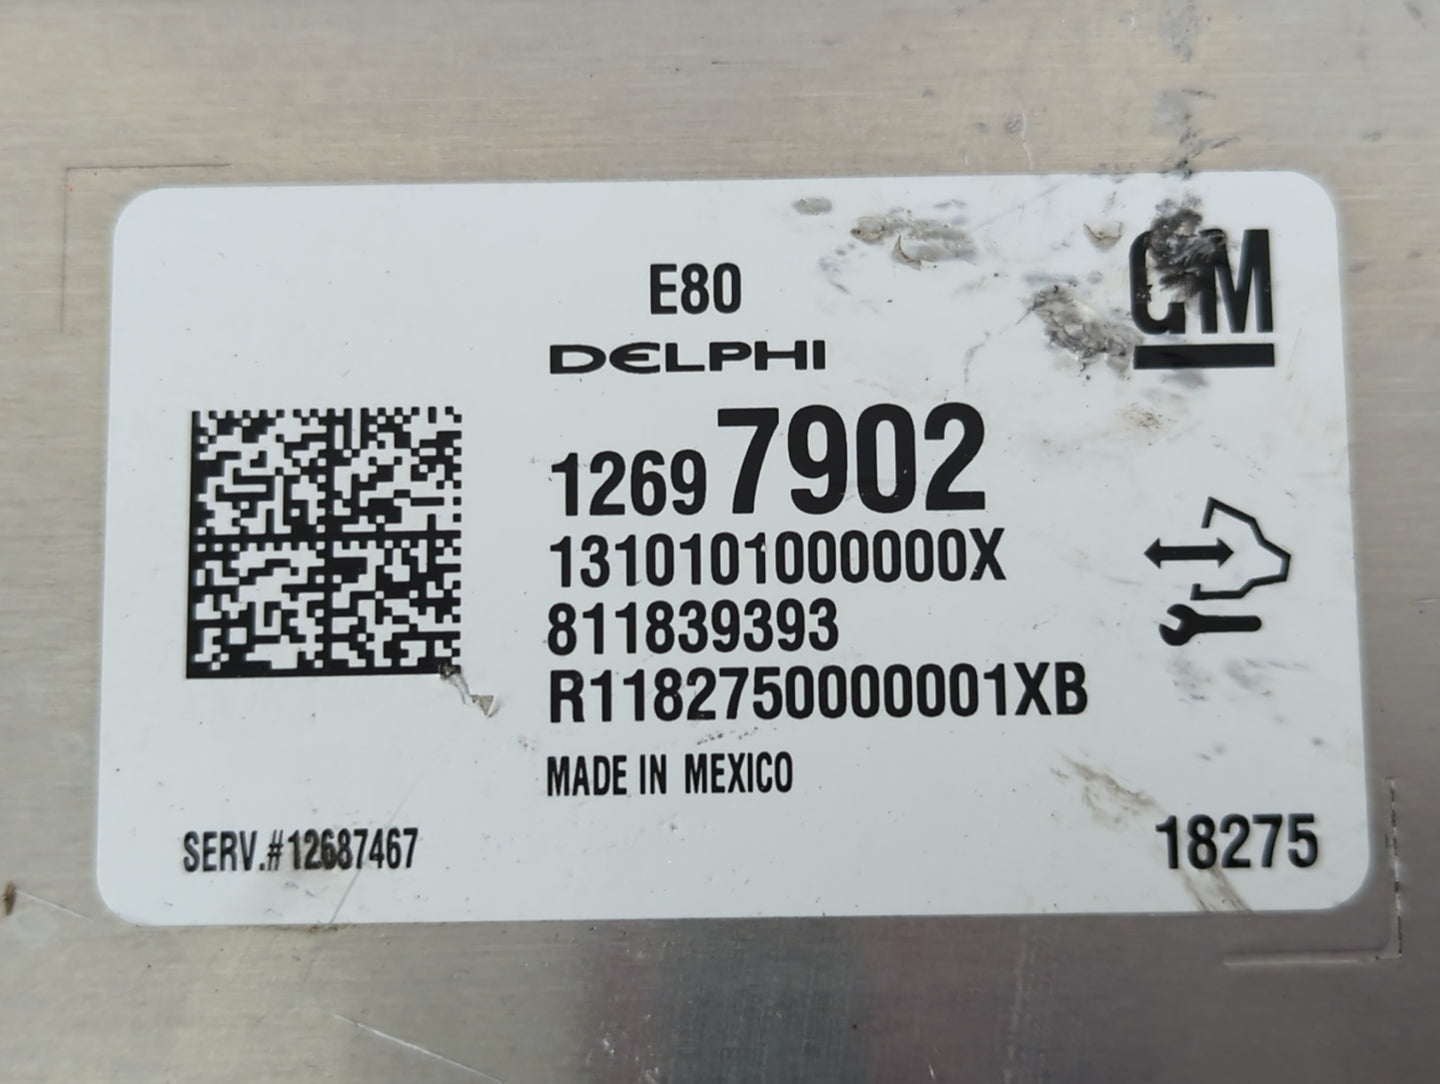 E80
GM
DELPHI
12697902
1310101000000X
811839393
R1182750000001XB
MADE IN MEXICO
SERV.#12687467
18275